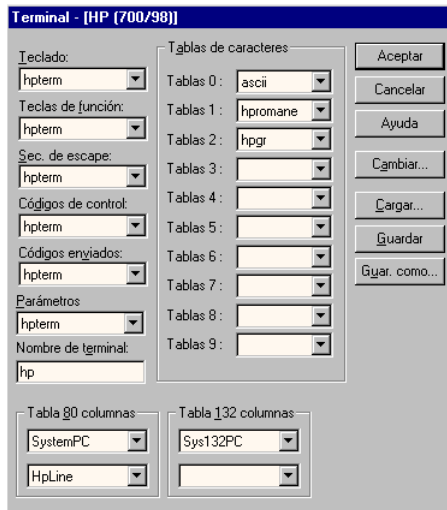 Terminal - [HP (700/98)]
Teclado:
hpterm
Teclas de función:
hpterm
Sec. de escape:
hpterm
Códigos de control:
hpterm
Códigos enviados:
hpterm
Parámetros
hpterm
Nombre de terminal:
hp
Tablas de caracteres
Tablas 0 : ascii
Tablas 1 : hpromane
Tablas 2 : hpgr
Tablas 3 :
Tablas 4 :
Tablas 5 :
Tablas 6 :
Tablas 7 :
Tablas 8 :
Tablas 9 :
Aceptar
Cancelar
Ayuda
Cambiar...
Cargar...
Guardar
Guar. como...
Tabla 80 columnas
SystemPC
HpLine
Tabla 132 columnas
Sys132PC